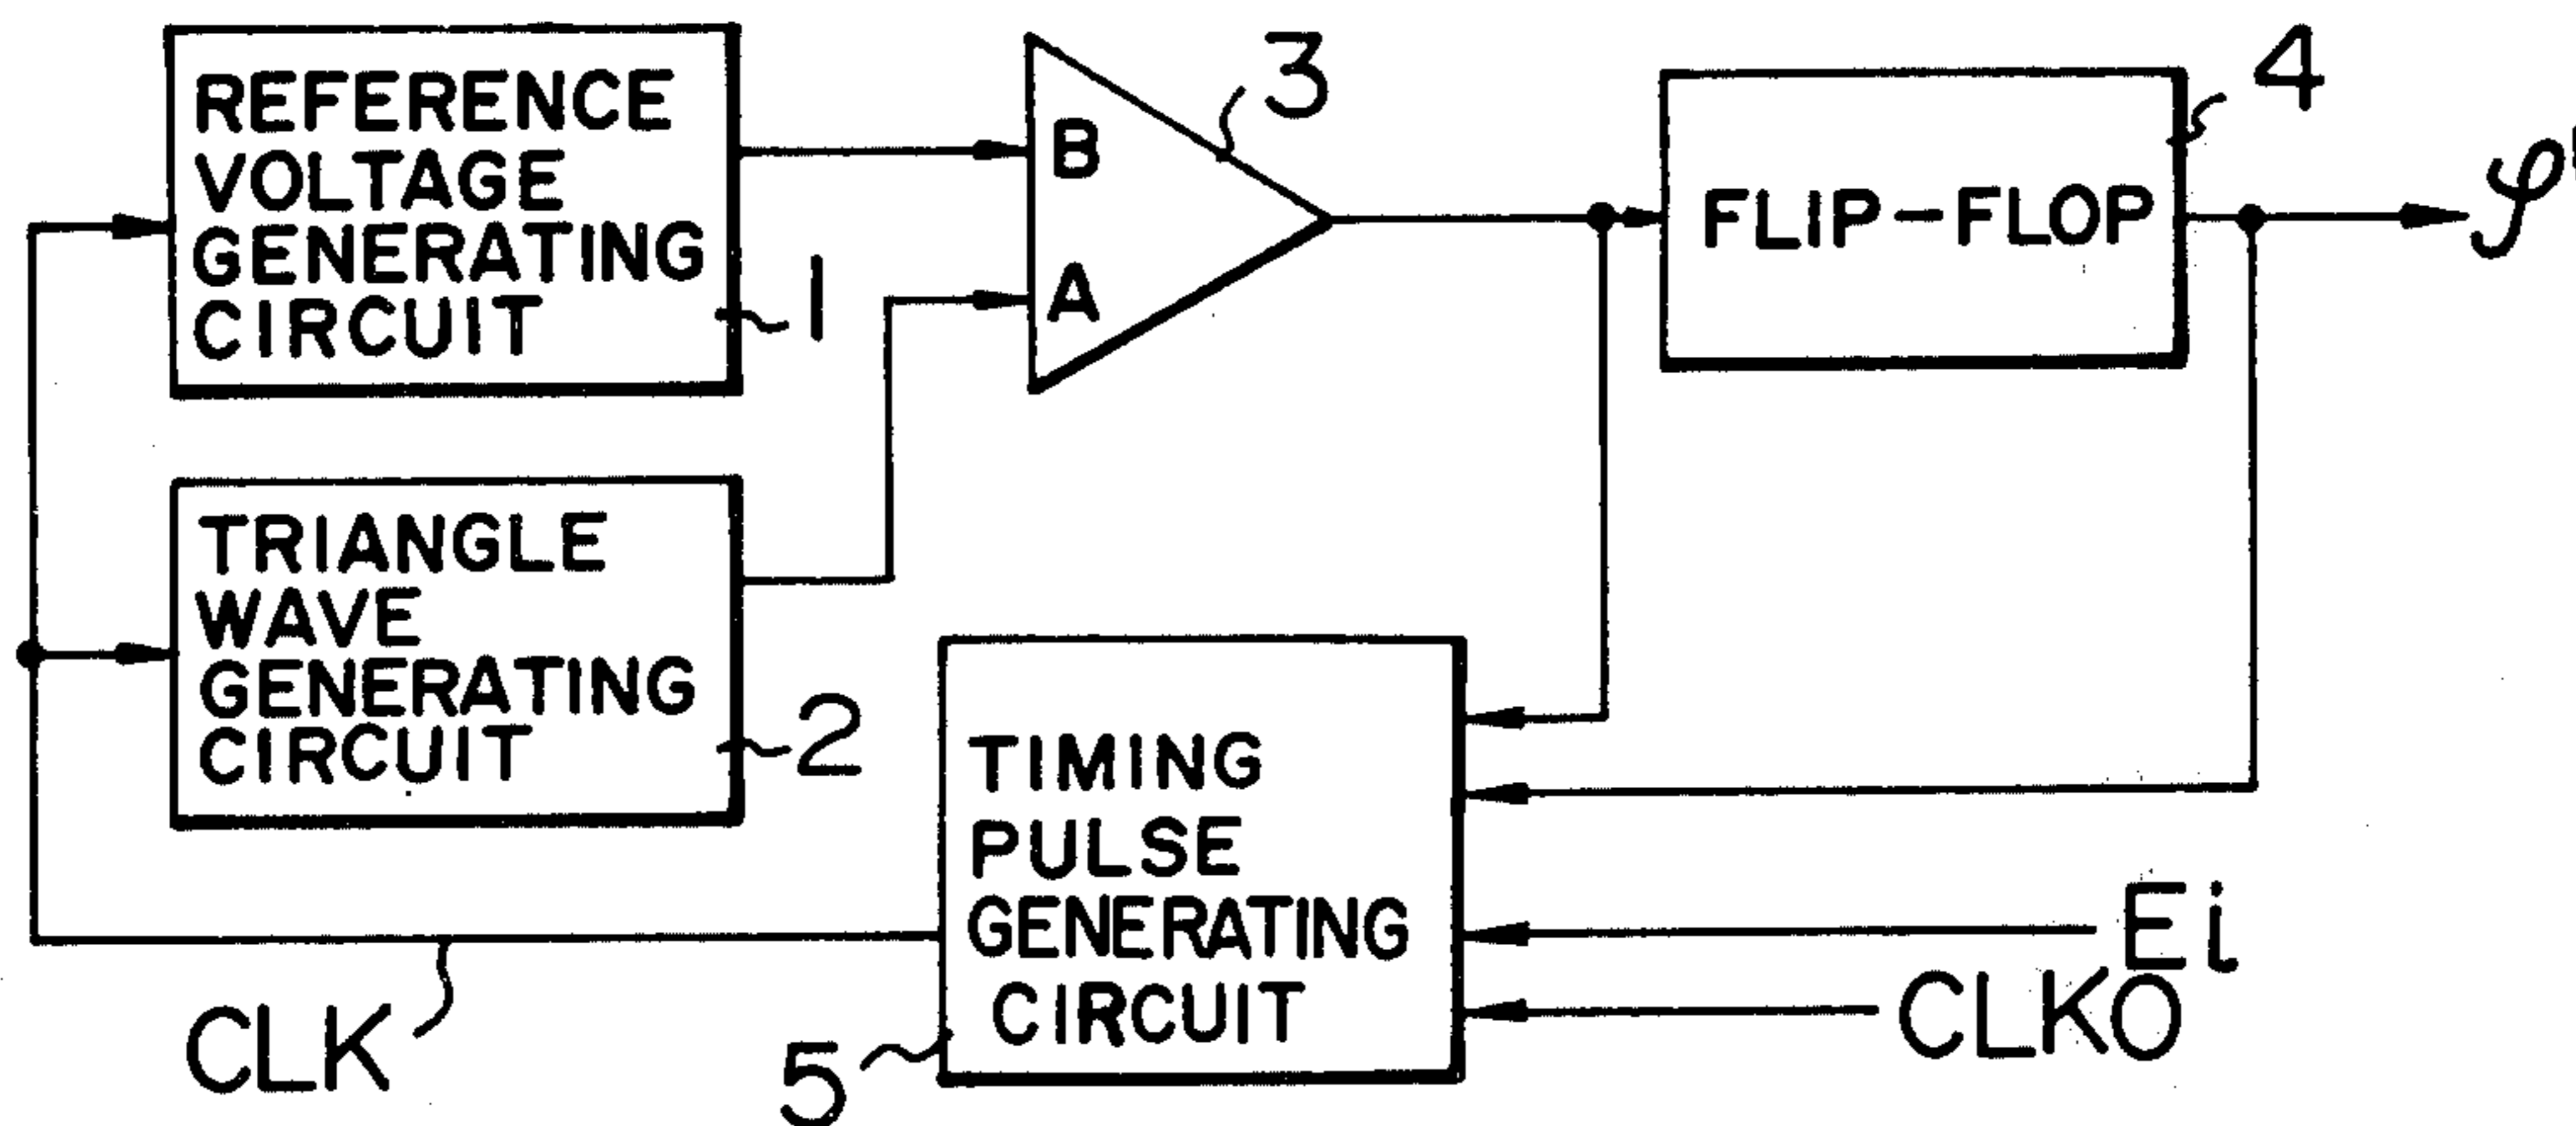 REFERENCE
VOLTAGE
GENERATING
CIRCUIT
1
B
A
3
FLIP-FLOP
4
φ'
TRIANGLE
WAVE
GENERATING
CIRCUIT
2
TIMING
PULSE
GENERATING
CIRCUIT
5
Ei
CLK0
CLK